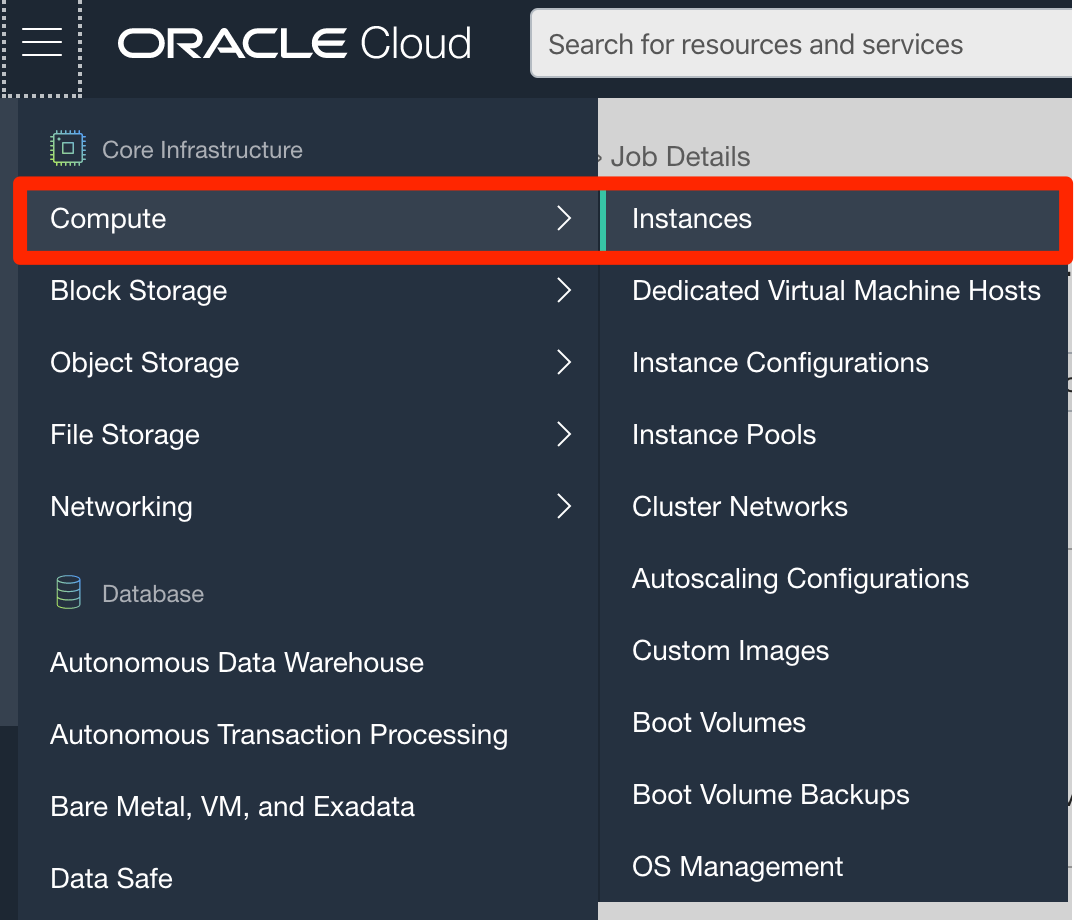 ORACLE Cloud
Search for resources and services
Core Infrastructure
Compute
Block Storage
Object Storage
File Storage
Networking
Database
Autonomous Data Warehouse
Autonomous Transaction Processing
Bare Metal, VM, and Exadata
Data Safe
› Job Details
Instances
Dedicated Virtual Machine Hosts
Instance Configurations
Instance Pools
Cluster Networks
Autoscaling Configurations
Custom Images
Boot Volumes
Boot Volume Backups
OS Management